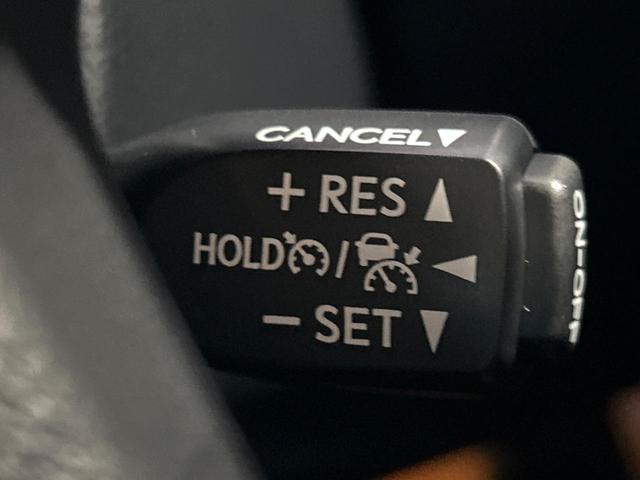 CANCEL
+ RES
HOLD /
− SET
ON-OFF